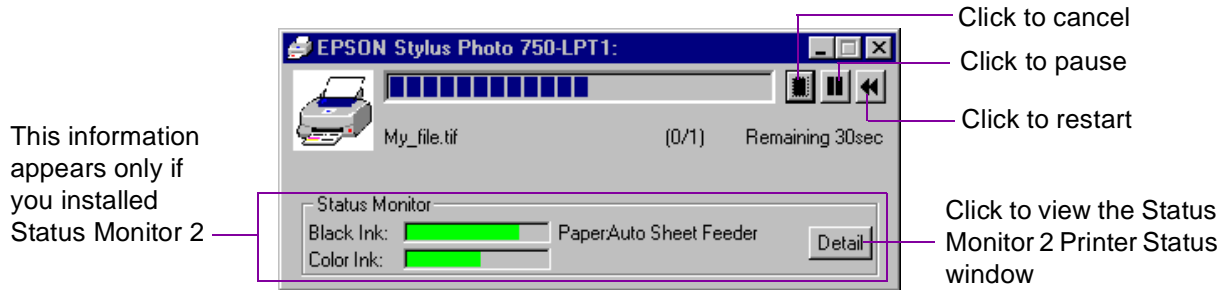 Click to cancel
EPSON Stylus Photo 750-LPT1:
Click to pause
My_file.tif (0/1) Remaining 30sec
Click to restart
This information
appears only if
you installed
Status Monitor 2
Status Monitor
Black Ink: Paper:Auto Sheet Feeder
Color Ink:
Detail
Click to view the Status
Monitor 2 Printer Status
window